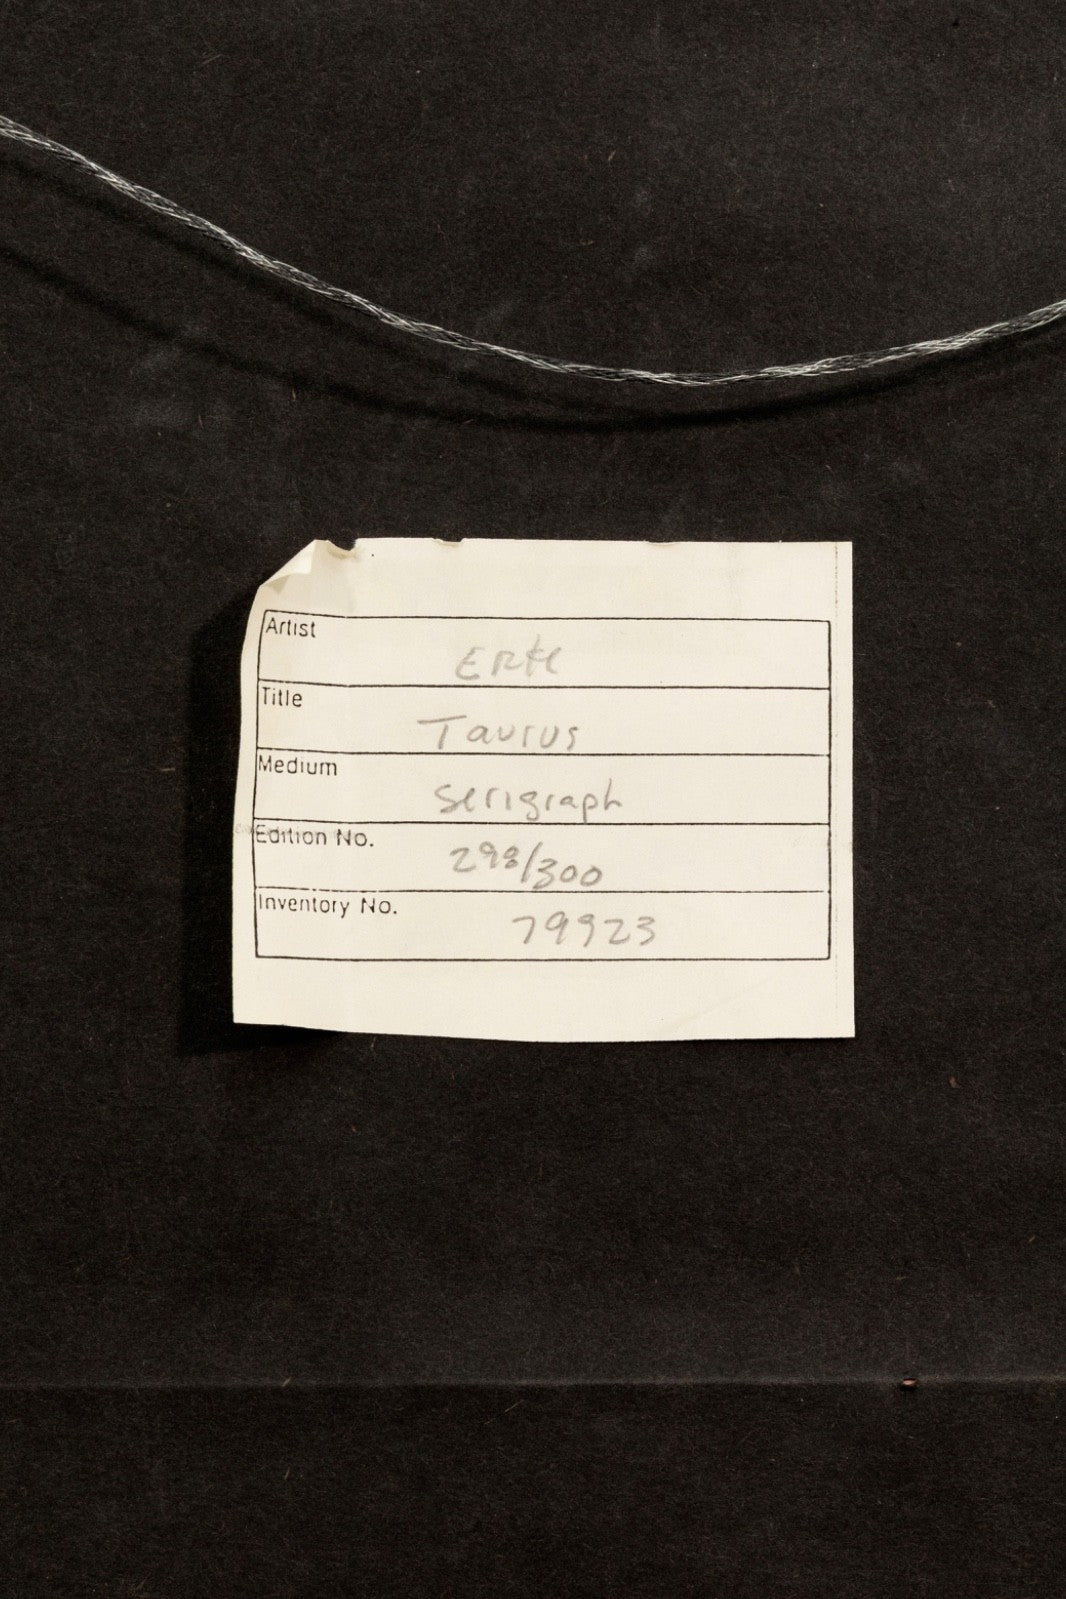 Artist
Erte
Title
Taurus
Medium
serigraph
Edition No.
298/300
Inventory No.
79923